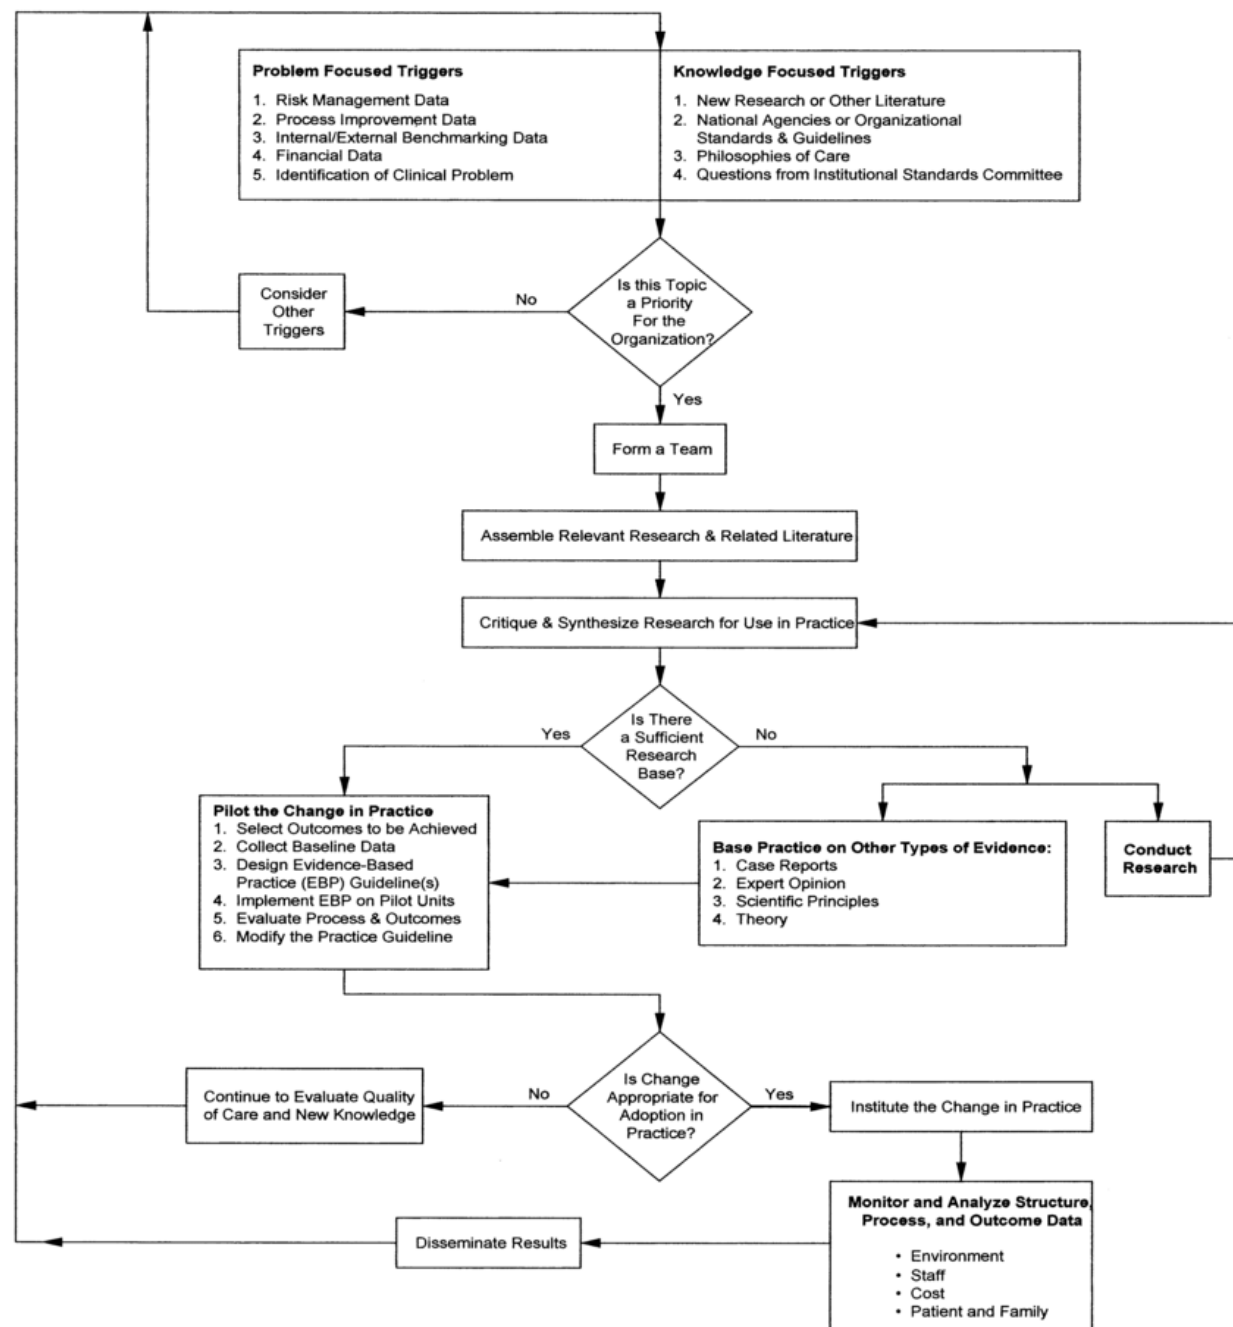 Problem Focused Triggers
1. Risk Management Data
2. Process Improvement Data
3. Internal/External Benchmarking Data
4. Financial Data
5. Identification of Clinical Problem
Knowledge Focused Triggers
1. New Research or Other Literature
2. National Agencies or Organizational
Standards & Guidelines
3. Philosophies of Care
4. Questions from Institutional Standards Committee
Is this Topic
a Priority
For the
Organization?
No
Consider
Other
Triggers
Yes
Form a Team
Assemble Relevant Research & Related Literature
Critique & Synthesize Research for Use in Practice
Is There
a Sufficient
Research
Base?
Yes
No
Pilot the Change in Practice
1. Select Outcomes to be Achieved
2. Collect Baseline Data
3. Design Evidence-Based
Practice (EBP) Guideline(s)
4. Implement EBP on Pilot Units
5. Evaluate Process & Outcomes
6. Modify the Practice Guideline
Base Practice on Other Types of Evidence:
1. Case Reports
2. Expert Opinion
3. Scientific Principles
4. Theory
Conduct
Research
Is Change
Appropriate for
Adoption in
Practice?
No
Yes
Continue to Evaluate Quality
of Care and New Knowledge
Institute the Change in Practice
Monitor and Analyze Structure,
Process, and Outcome Data
• Environment
• Staff
• Cost
• Patient and Family
Disseminate Results